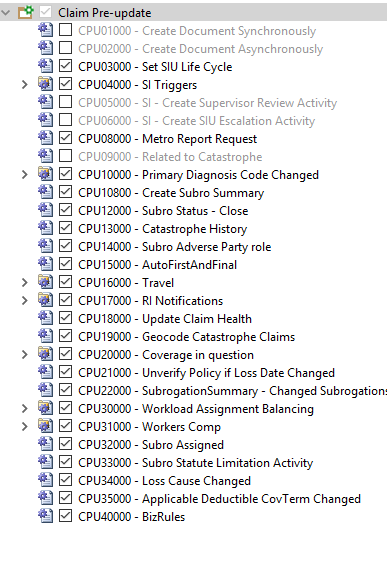 Claim Pre-update
CPU01000 - Create Document Synchronously
CPU02000 - Create Document Asynchronously
CPU03000 - Set SIU Life Cycle
CPU04000 - SI Triggers
CPU05000 - SI - Create Supervisor Review Activity
CPU06000 - SI - Create SIU Escalation Activity
CPU08000 - Metro Report Request
CPU09000 - Related to Catastrophe
CPU10000 - Primary Diagnosis Code Changed
CPU10800 - Create Subro Summary
CPU12000 - Subro Status - Close
CPU13000 - Catastrophe History
CPU14000 - Subro Adverse Party role
CPU15000 - AutoFirstAndFinal
CPU16000 - Travel
CPU17000 - RI Notifications
CPU18000 - Update Claim Health
CPU19000 - Geocode Catastrophe Claims
CPU20000 - Coverage in question
CPU21000 - Unverify Policy if Loss Date Changed
CPU22000 - SubrogationSummary - Changed Subrogations
CPU30000 - Workload Assignment Balancing
CPU31000 - Workers Comp
CPU32000 - Subro Assigned
CPU33000 - Subro Statute Limitation Activity
CPU34000 - Loss Cause Changed
CPU35000 - Applicable Deductible CovTerm Changed
CPU40000 - BizRules